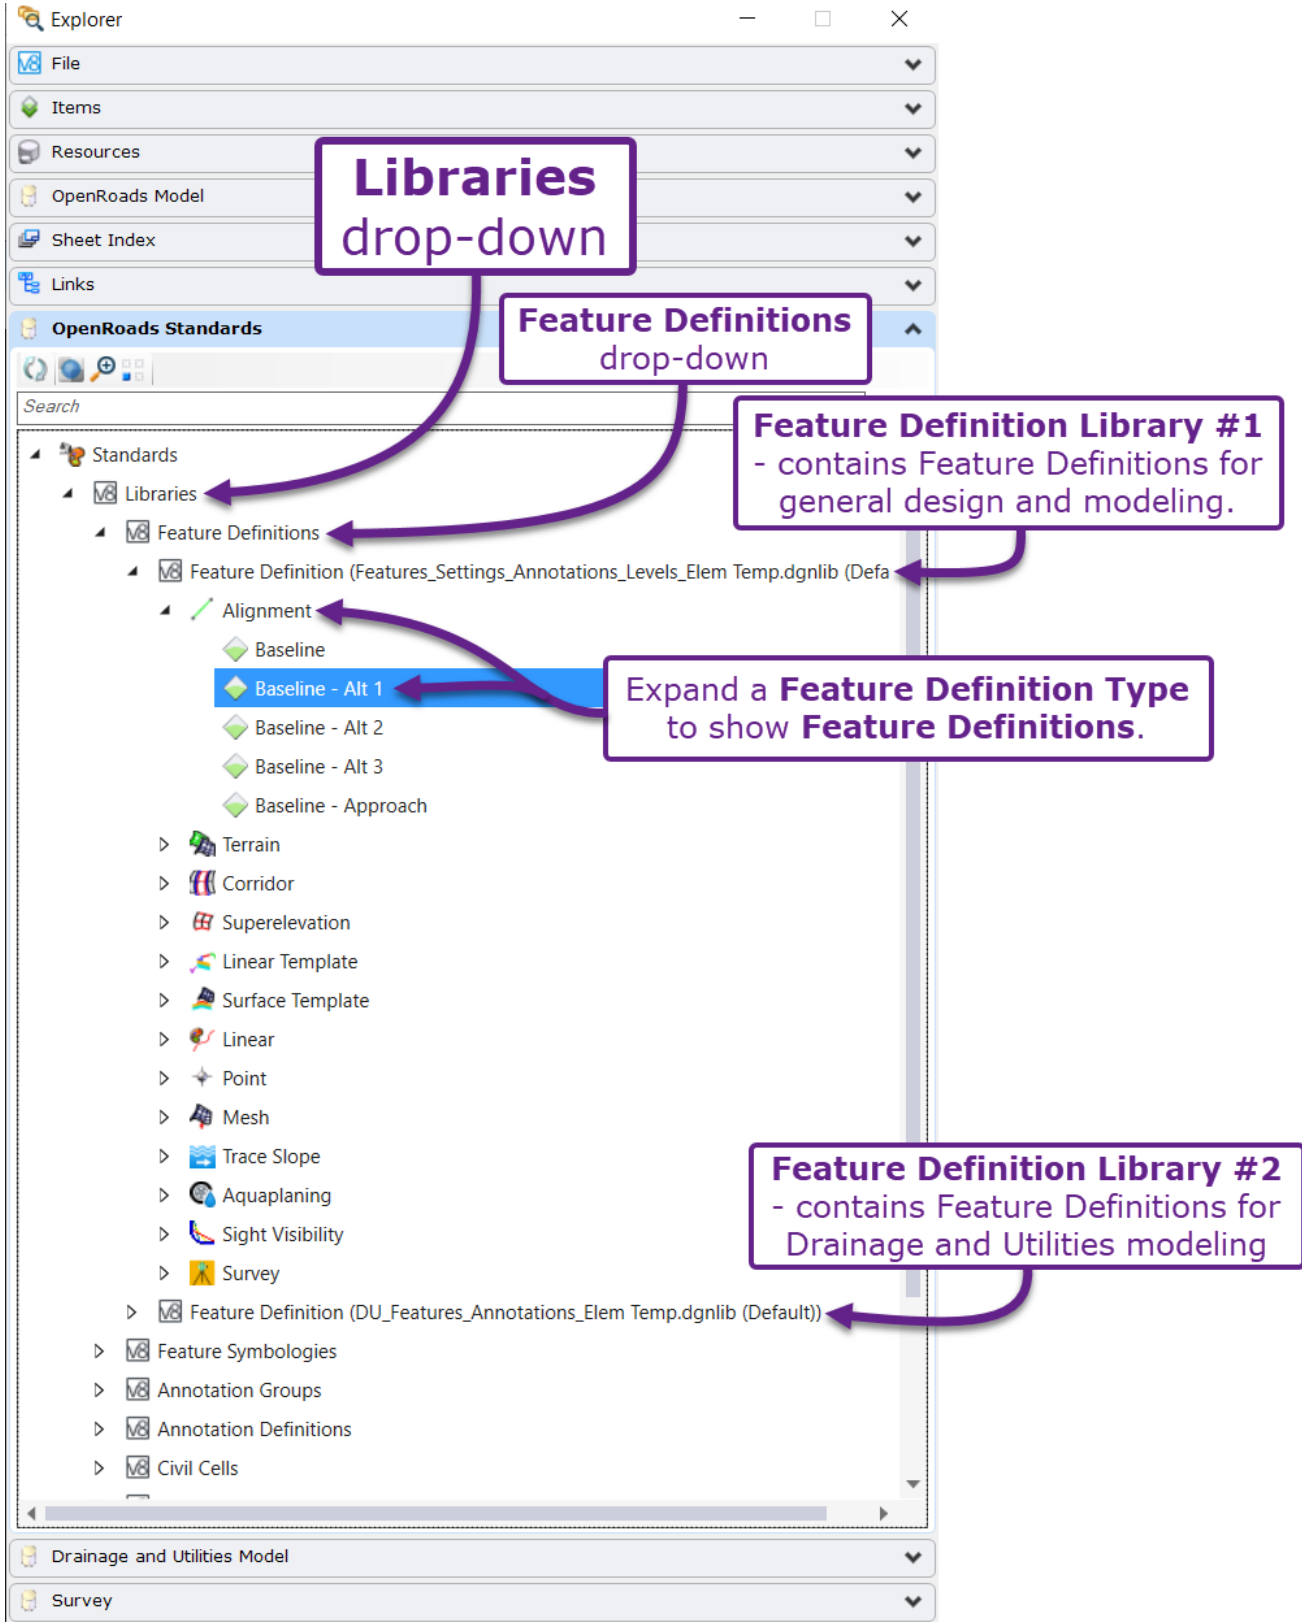 Explorer
File
Items
Resources
Libraries
drop-down
OpenRoads Model
Sheet Index
Links
Feature Definitions
drop-down
OpenRoads Standards
Search
Feature Definition Library #1
- contains Feature Definitions for
general design and modeling.
Standards
Libraries
Feature Definitions
Feature Definition (Features_Settings_Annotations_Levels_Elem Temp.dgnlib (Defa
Alignment
Baseline
Baseline - Alt 1
Expand a Feature Definition Type
to show Feature Definitions.
Baseline - Alt 2
Baseline - Alt 3
Baseline - Approach
Terrain
Corridor
Superelevation
Linear Template
Surface Template
Linear
Point
Mesh
Trace Slope
Aquaplaning
Sight Visibility
Survey
Feature Definition Library #2
- contains Feature Definitions for
Drainage and Utilities modeling
Feature Definition (DU_Features_Annotations_Elem Temp.dgnlib (Default))
Feature Symbologies
Annotation Groups
Annotation Definitions
Civil Cells
Drainage and Utilities Model
Survey